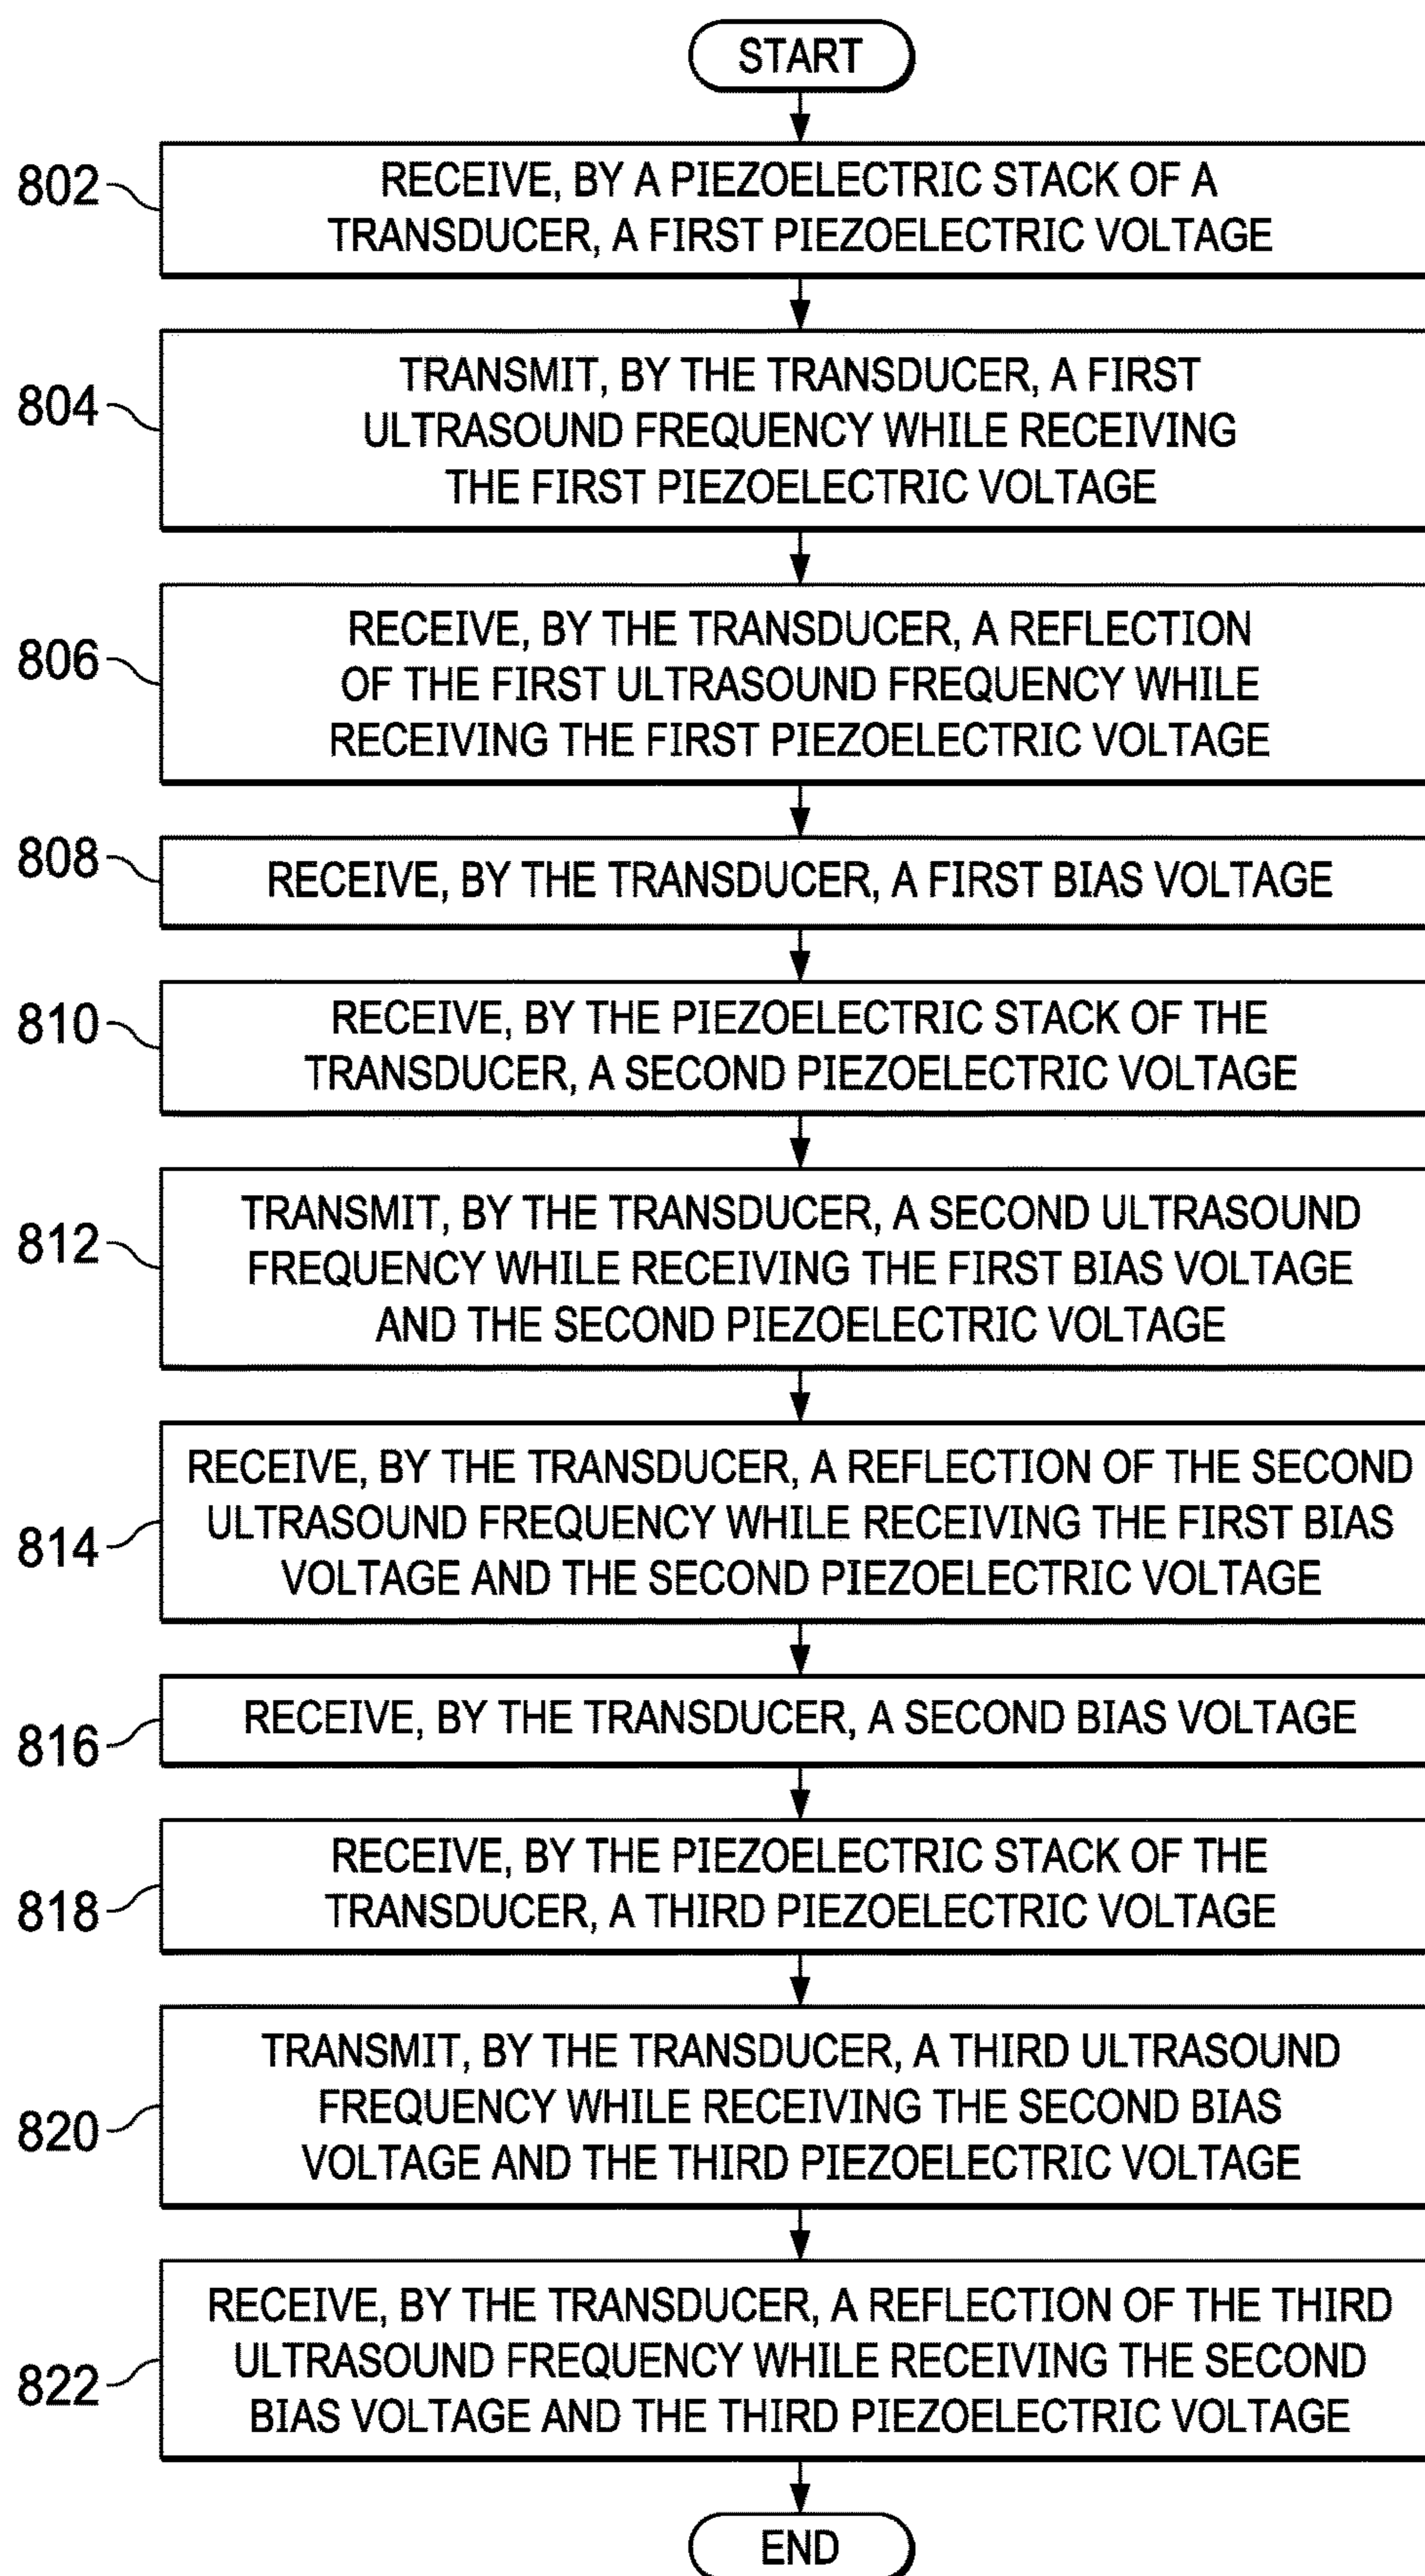 START
802
RECEIVE, BY A PIEZOELECTRIC STACK OF A
TRANSDUCER, A FIRST PIEZOELECTRIC VOLTAGE
804
TRANSMIT, BY THE TRANSDUCER, A FIRST
ULTRASOUND FREQUENCY WHILE RECEIVING
THE FIRST PIEZOELECTRIC VOLTAGE
806
RECEIVE, BY THE TRANSDUCER, A REFLECTION
OF THE FIRST ULTRASOUND FREQUENCY WHILE
RECEIVING THE FIRST PIEZOELECTRIC VOLTAGE
808
RECEIVE, BY THE TRANSDUCER, A FIRST BIAS VOLTAGE
810
RECEIVE, BY THE PIEZOELECTRIC STACK OF THE
TRANSDUCER, A SECOND PIEZOELECTRIC VOLTAGE
812
TRANSMIT, BY THE TRANSDUCER, A SECOND ULTRASOUND
FREQUENCY WHILE RECEIVING THE FIRST BIAS VOLTAGE
AND THE SECOND PIEZOELECTRIC VOLTAGE
814
RECEIVE, BY THE TRANSDUCER, A REFLECTION OF THE SECOND
ULTRASOUND FREQUENCY WHILE RECEIVING THE FIRST BIAS
VOLTAGE AND THE SECOND PIEZOELECTRIC VOLTAGE
816
RECEIVE, BY THE TRANSDUCER, A SECOND BIAS VOLTAGE
818
RECEIVE, BY THE PIEZOELECTRIC STACK OF THE
TRANSDUCER, A THIRD PIEZOELECTRIC VOLTAGE
820
TRANSMIT, BY THE TRANSDUCER, A THIRD ULTRASOUND
FREQUENCY WHILE RECEIVING THE SECOND BIAS
VOLTAGE AND THE THIRD PIEZOELECTRIC VOLTAGE
822
RECEIVE, BY THE TRANSDUCER, A REFLECTION OF THE THIRD
ULTRASOUND FREQUENCY WHILE RECEIVING THE SECOND
BIAS VOLTAGE AND THE THIRD PIEZOELECTRIC VOLTAGE
END